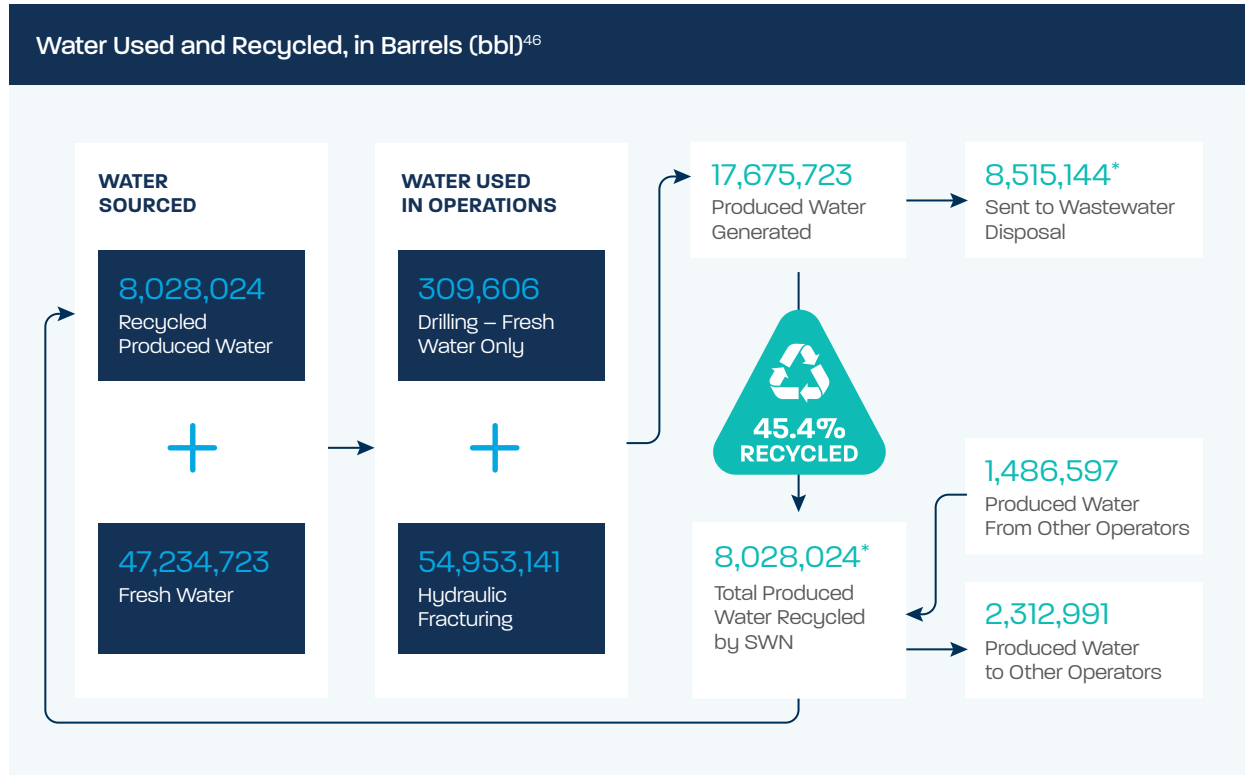 Water Used and Recycled, in Barrels (bbl)46
WATER
SOURCED
8,028,024
Recycled
Produced Water
+
47,234,723
Fresh Water
WATER USED
IN OPERATIONS
309,606
Drilling – Fresh
Water Only
+
54,953,141
Hydraulic
Fracturing
17,675,723
Produced Water
Generated
8,515,144*
Sent to Wastewater
Disposal
45.4%
RECYCLED
8,028,024*
Total Produced
Water Recycled
by SWN
1,486,597
Produced Water
From Other Operators
2,312,991
Produced Water
to Other Operators